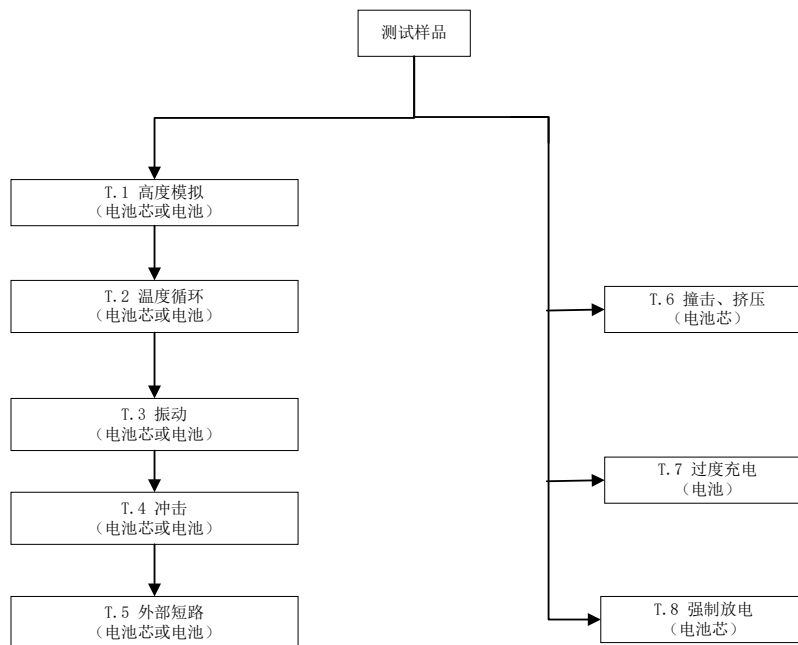 测试样品
T.1 高度模拟
（电池芯或电池）
T.2 温度循环
（电池芯或电池）
T.3 振动
（电池芯或电池）
T.4 冲击
（电池芯或电池）
T.5 外部短路
（电池芯或电池）
T.6 撞击、挤压
（电池芯）
T.7 过度充电
（电池）
T.8 强制放电
（电池芯）